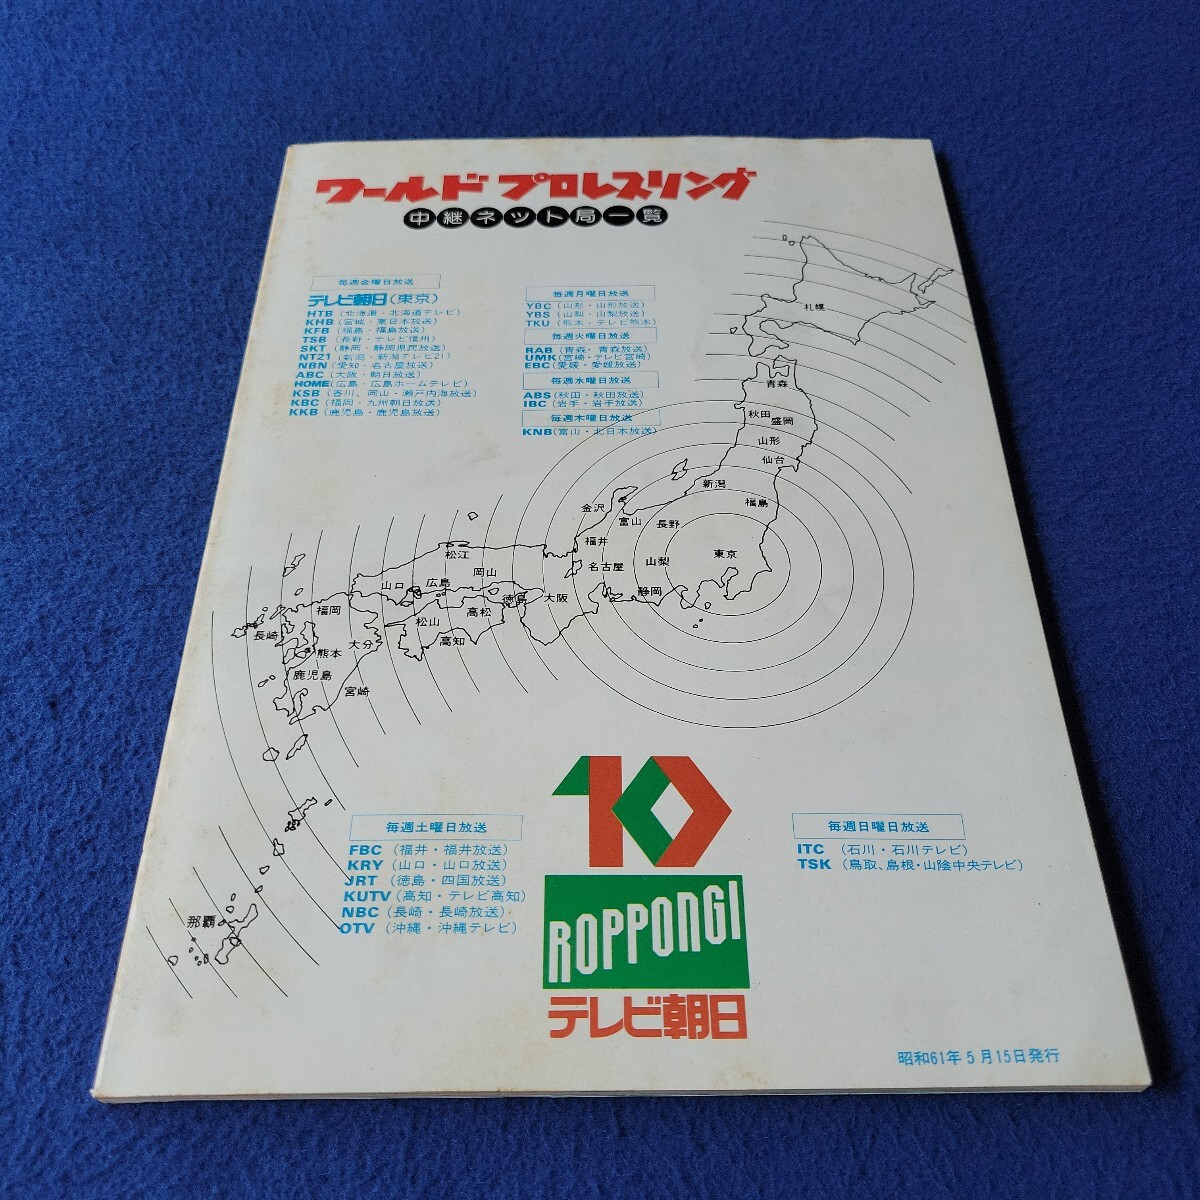 ワールド プロレスリング
中継ネット局一覧
毎週金曜日放送
テレビ朝日(東京)
HTB (北海道・北海道テレビ)
KHB (宮城・東日本放送)
KFB (福島・福島放送)
TSB (長野・テレビ信州)
SKT (静岡・静岡県民放送)
NT21 (新潟・新潟テレビ21)
NBN (愛知・名古屋放送)
ABC (大阪・朝日放送)
HOME(広島・広島ホームテレビ)
KSB (香川、岡山・瀬戸内海放送)
KBC (福岡・九州朝日放送)
KKB (鹿児島・鹿児島放送)
毎週月曜日放送
YBC (山形・山形放送)
YBS (山梨・山梨放送)
TKU (熊本・テレビ熊本)
毎週火曜日放送
RAB (青森・青森放送)
UMK(宮崎・テレビ宮崎)
EBC (愛媛・愛媛放送)
毎週水曜日放送
ABS (秋田・秋田放送)
IBC (岩手・岩手放送)
毎週木曜日放送
KNB(富山・北日本放送)
札幌
青森
秋田
盛岡
山形
仙台
新潟
福島
金沢
富山
長野
福井
東京
名古屋
山梨
静岡
松江
岡山
山口
広島
徳島
大阪
福岡
松山
高松
長崎
熊本
大分
高知
鹿児島
宮崎
那覇
毎週土曜日放送
FBC (福井・福井放送)
KRY (山口・山口放送)
JRT (徳島・四国放送)
KUTV (高知・テレビ高知)
NBC (長崎・長崎放送)
OTV (沖縄・沖縄テレビ)
10
ROPPONGI
テレビ朝日
毎週日曜日放送
ITC (石川・石川テレビ)
TSK (鳥取、島根・山陰中央テレビ)
昭和61年5月15日発行